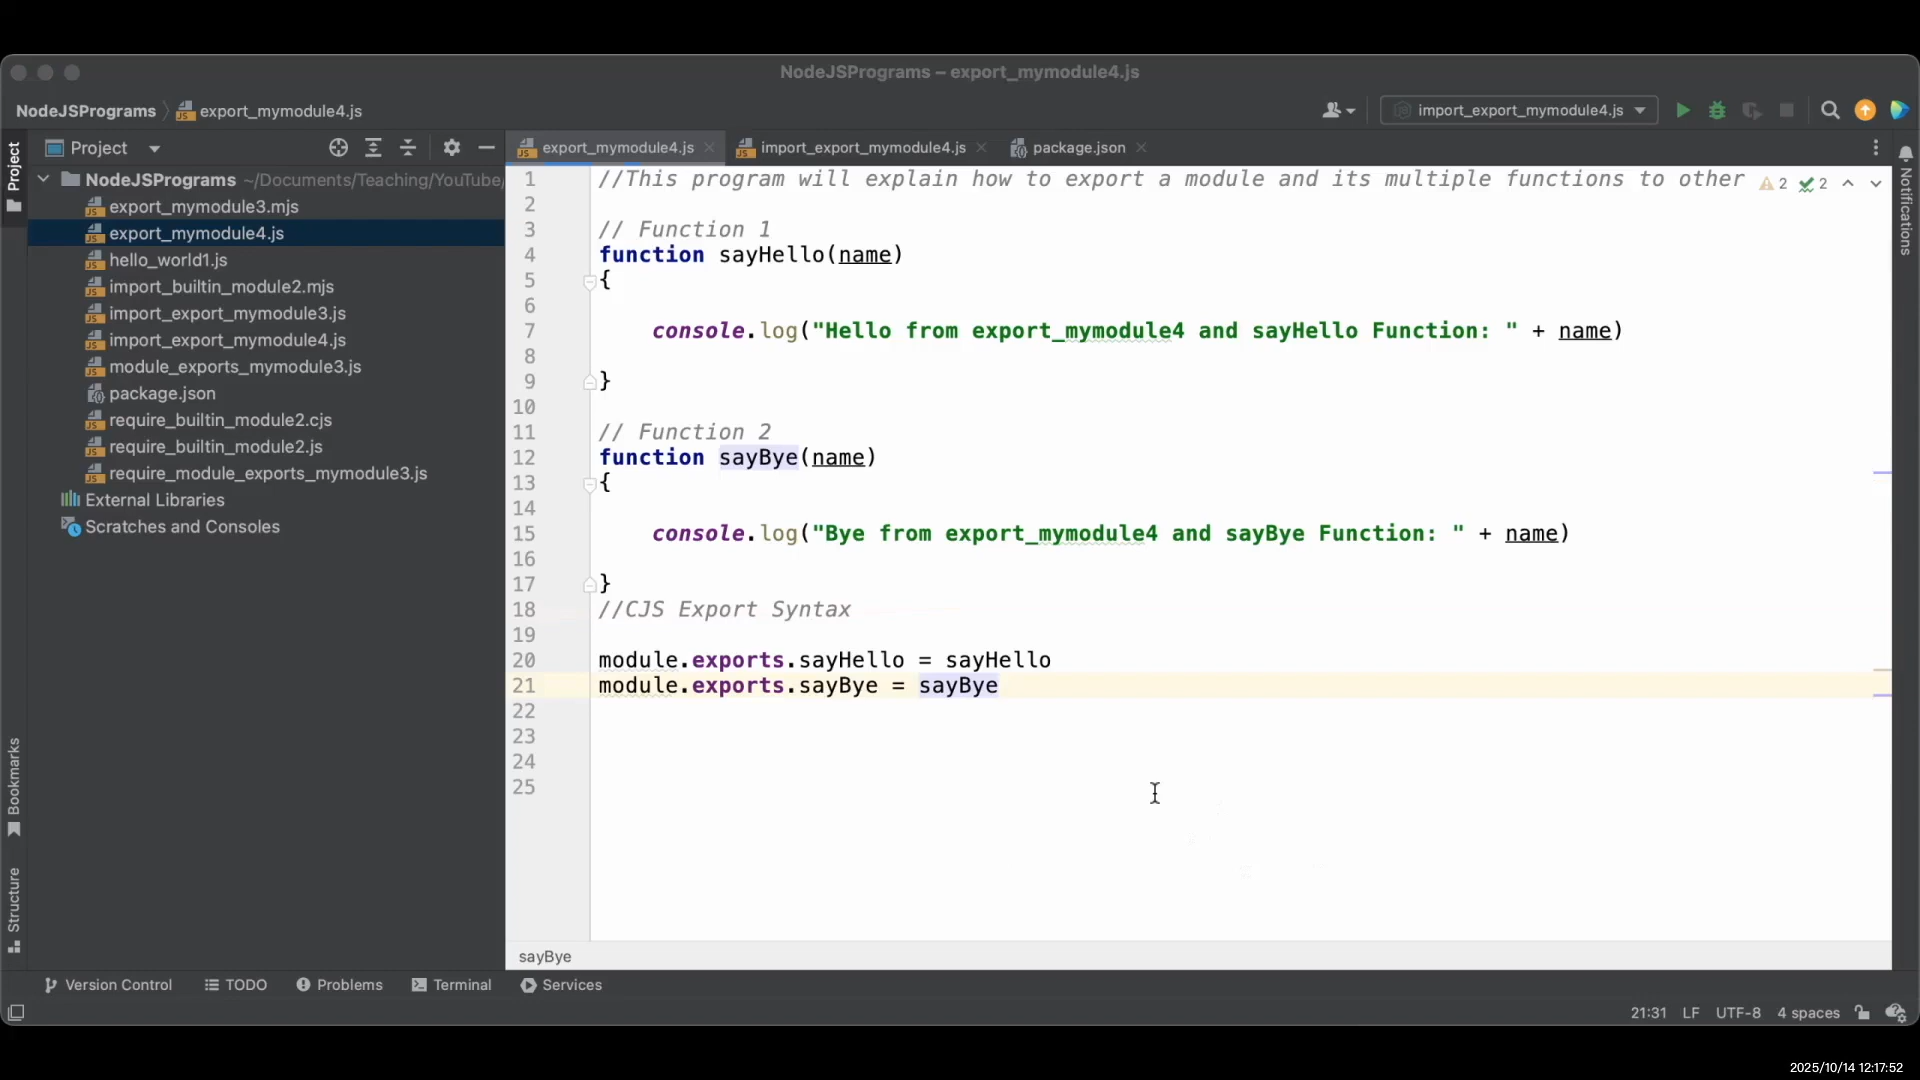 NodeJSPrograms – export_mymodule4.js
NodeJSPrograms
export_mymodule4.js
import_export_mymodule4.js
Project
Project
export_mymodule4.js
import_export_mymodule4.js
package.json
NodeJSPrograms ~/Documents/Teaching/YouTube/
export_mymodule3.mjs
export_mymodule4.js
hello_world1.js
import_builtin_module2.mjs
import_export_mymodule3.js
import_export_mymodule4.js
module_exports_mymodule3.js
package.json
require_builtin_module2.cjs
require_builtin_module2.js
require_module_exports_mymodule3.js
External Libraries
Scratches and Consoles
1 //This program will explain how to export a module and its multiple functions to other
2 2
2
3 // Function 1
4 function sayHello(name)
5 {
6
7 console.log("Hello from export_mymodule4 and sayHello Function: " + name)
8
9 }
10
11 // Function 2
12 function sayBye(name)
13 {
14
15 console.log("Bye from export_mymodule4 and sayBye Function: " + name)
16
17 }
18 //CJS Export Syntax
19
20 module.exports.sayHello = sayHello
21 module.exports.sayBye = sayBye
22
23
24
25
sayBye
Notifications
Bookmarks
Structure
Version Control
TODO
Problems
Terminal
Services
21:31 LF UTF-8 4 spaces
2025/10/14 12:17:52